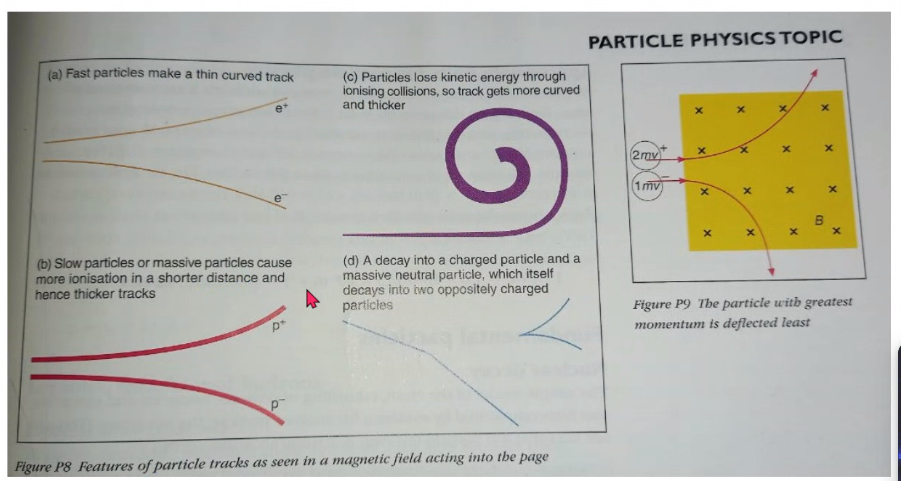 PARTICLE PHYSICS TOPIC
(a) Fast particles make a thin curved track
e+
e−
(c) Particles lose kinetic energy through
ionising collisions, so track gets more curved
and thicker
(b) Slow particles or massive particles cause
more ionisation in a shorter distance and
hence thicker tracks
p+
p−
(d) A decay into a charged particle and a
massive neutral particle, which itself
decays into two oppositely charged
particles
Figure P8 Features of particle tracks as seen in a magnetic field acting into the page
× × × ×
2mv + × × × ×
1mv − × × × ×
B
× × × ×
Figure P9 The particle with greatest
momentum is deflected least